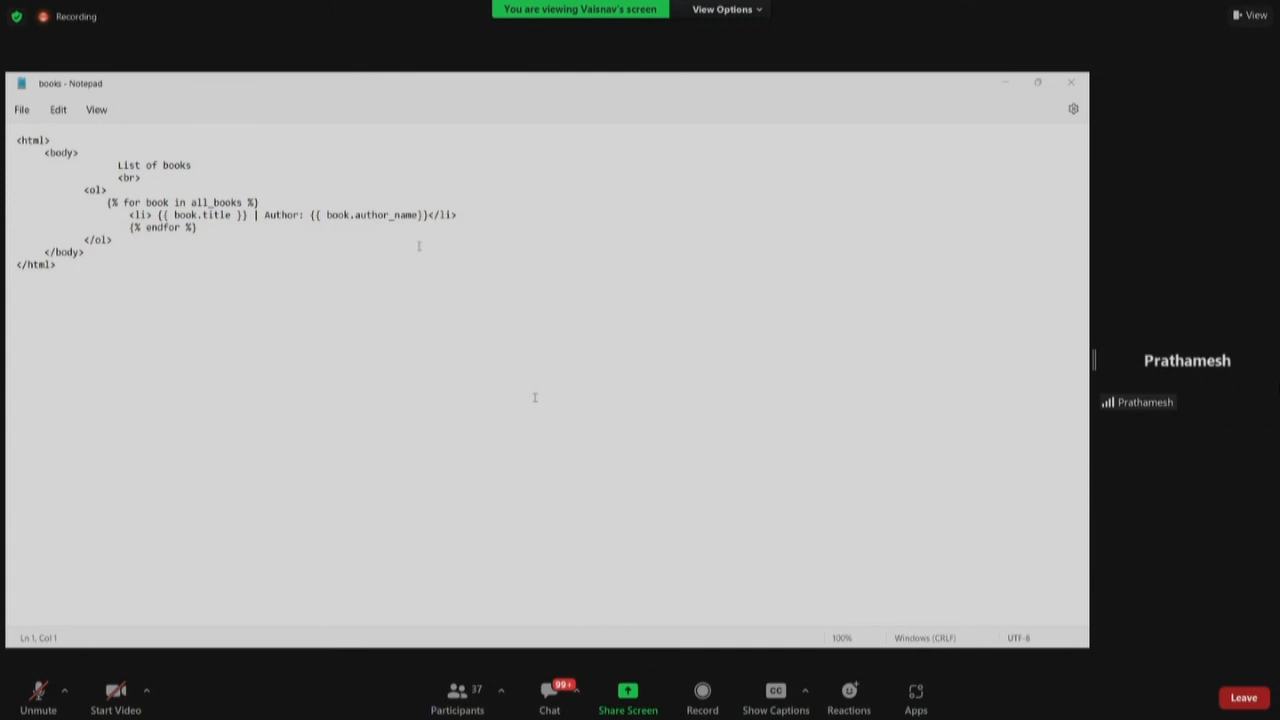 Recording
You are viewing Vaisnav's screen
View Options
View
books - Notepad
File Edit View
<html>
<body>
List of books
<br>
<ol>
{% for book in all_books %}
<li> {{ book.title }} | Author: {{ book.author_name}}</li>
{% endfor %}
</ol>
</body>
</html>
Prathamesh
Prathamesh
Ln 1, Col 1
100%
Windows (CRLF)
UTF-8
Unmute
Start Video
37
Participants
99+
Chat
Share Screen
Record
CC
Show Captions
Reactions
Apps
Leave